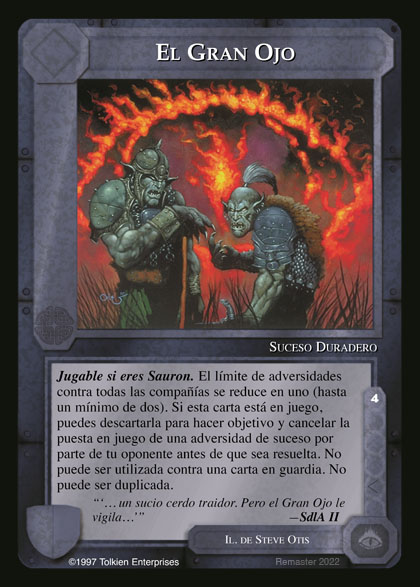 El Gran Ojo
Suceso Duradero
Jugable si eres Sauron. El límite de adversidades
contra todas las compañías se reduce en uno (hasta
un mínimo de dos). Si esta carta está en juego,
puedes descartarla para hacer objetivo y cancelar la
puesta en juego de una adversidad de suceso por
parte de tu oponente antes de que sea resuelta. No
puede ser utilizada contra una carta en guardia. No
puede ser duplicada.
4
“‘…un sucio cerdo traidor. Pero el Gran Ojo le
vigila…’” —SdlA II
Il. de Steve Otis
©1997 Tolkien Enterprises
Remaster 2022